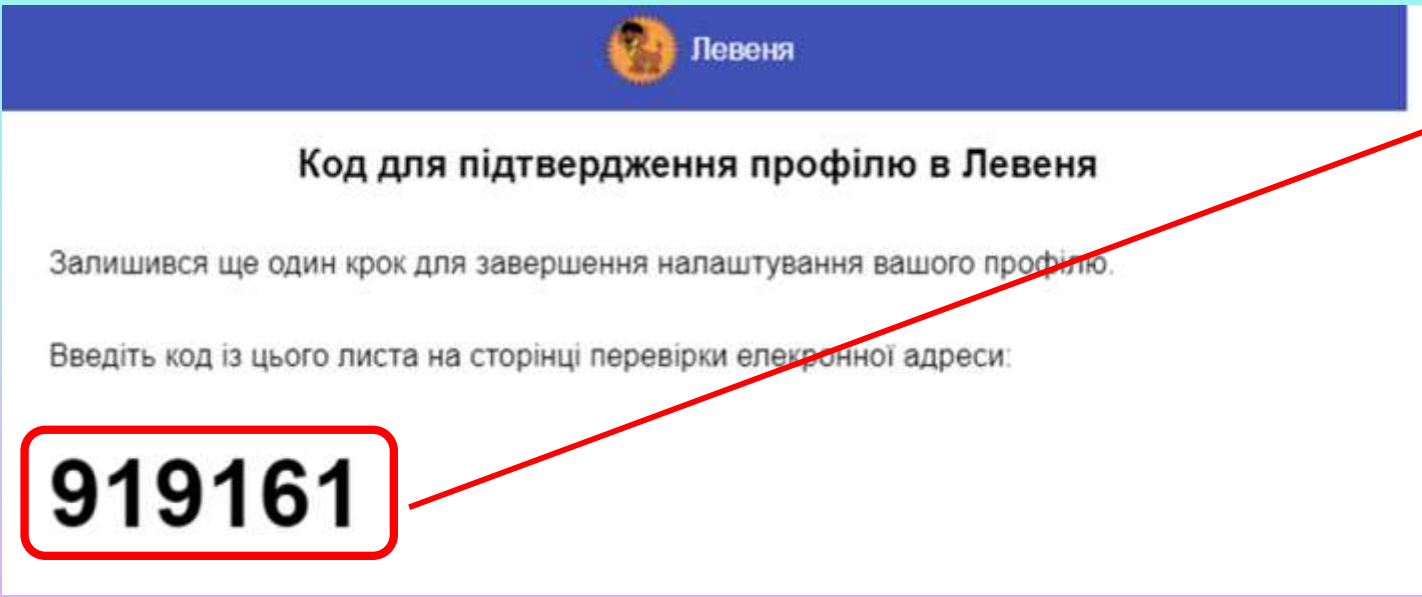 Левеня
Код для підтвердження профілю в Левеня
Залишився ще один крок для завершення налаштування вашого профілю.
Введіть код із цього листа на сторінці перевірки елекронної адреси:
919161